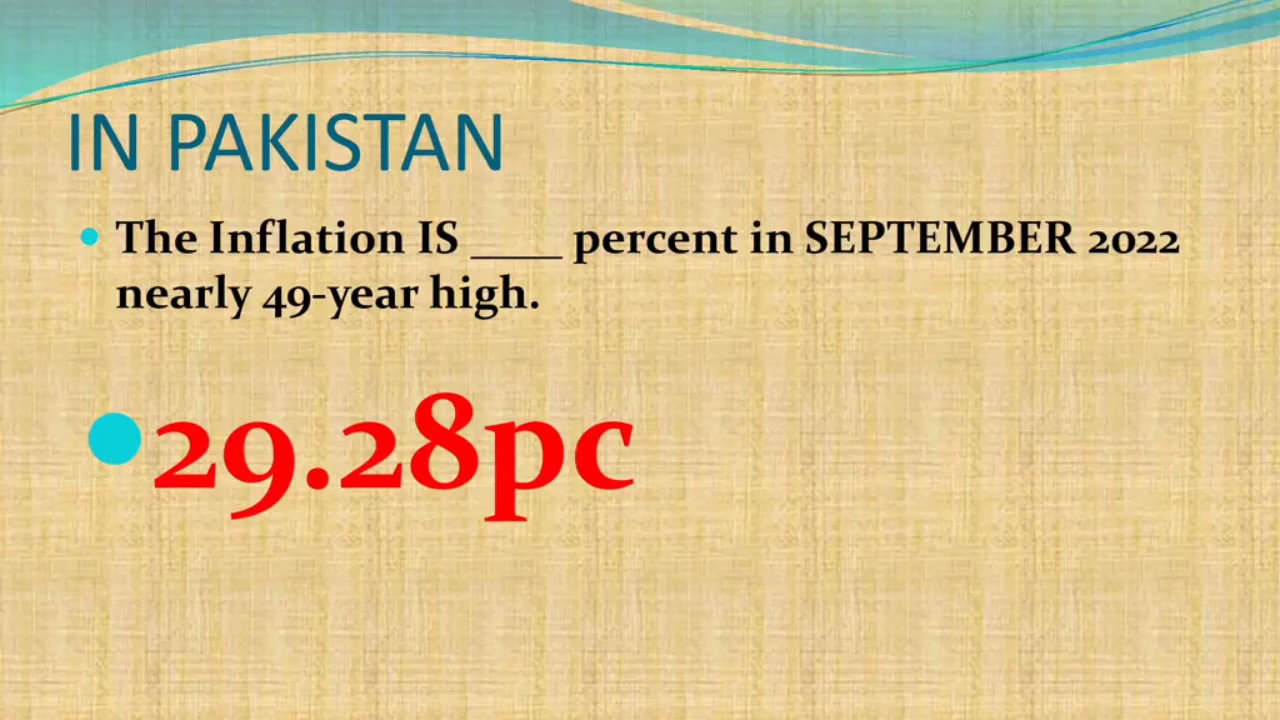 IN PAKISTAN
The Inflation IS ____ percent in SEPTEMBER 2022
nearly 49-year high.
29.28pc